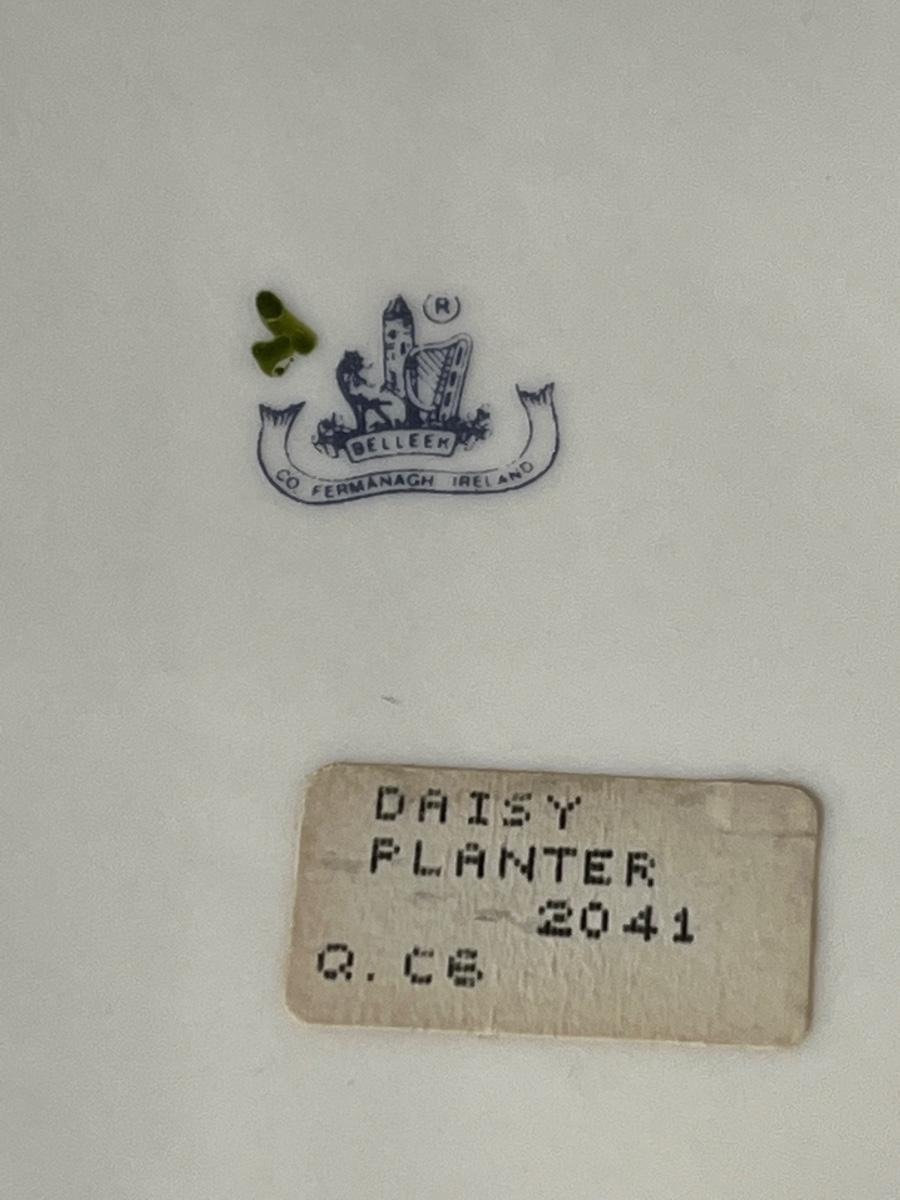 ®
BELLEEK
CO. FERMANAGH IRELAND
DAISY
PLANTER
2041
Q. C8